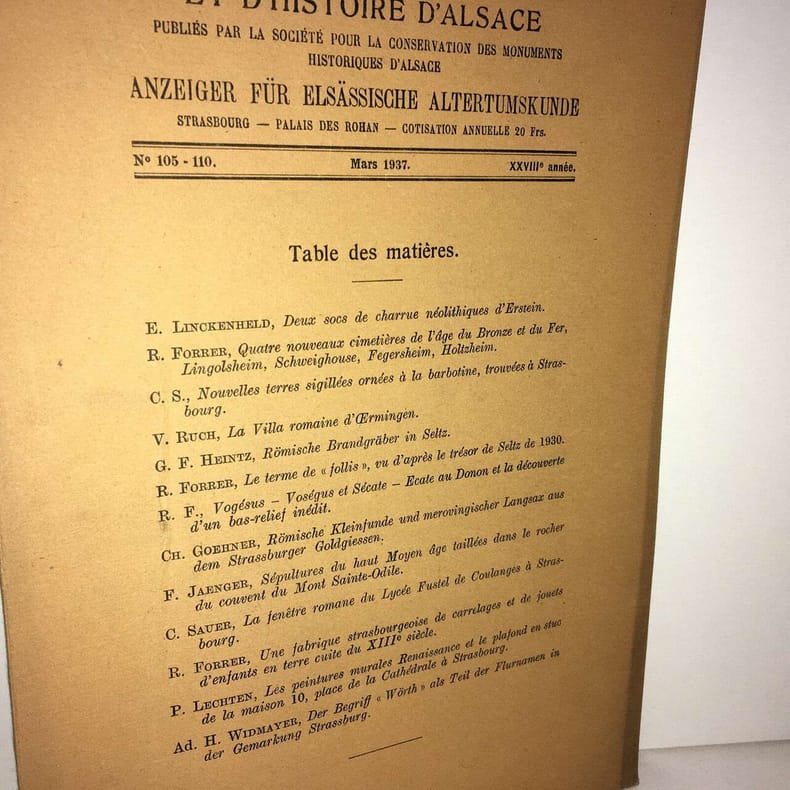 ET D'HISTOIRE D'ALSACE
PUBLIÉS PAR LA SOCIÉTÉ POUR LA CONSERVATION DES MONUMENTS
HISTORIQUES D'ALSACE
ANZEIGER FÜR ELSÄSSISCHE ALTERTUMSKUNDE
STRASBOURG — PALAIS DES ROHAN — COTISATION ANNUELLE 20 Frs.
Nº 105 - 110. Mars 1937. XXVIIIe année.
Table des matières.
E. LINCKENHELD, Deux socs de charrue néolithiques d'Erstein.
R. FORRER, Quatre nouveaux cimetières de l'âge du Bronze et du Fer,
Lingolsheim, Schweighouse, Fegersheim, Holtzheim.
C. S., Nouvelles terres sigillées ornées à la barbotine, trouvées à Stras-
bourg.
V. RUCH, La Villa romaine d'Œrmingen.
G. F. HEINTZ, Römische Brandgräber in Seltz.
R. FORRER, Le terme de « follis », vu d'après le trésor de Seltz de 1930.
R. F., Vogésus – Voségus et Sécate – Ecate au Donon et la découverte
d'un bas-relief inédit.
CH. GOEHNER, Römische Kleinfunde und merovingischer Langsax aus
dem Strassburger Goldgiessen.
F. JAENGER, Sépultures du haut Moyen âge taillées dans le rocher
du couvent du Mont Sainte-Odile.
C. SAUER, La fenêtre romane du Lycée Fustel de Coulanges à Stras-
bourg.
R. FORRER, Une fabrique strasbourgeoise de carrelages et de jouets
d'enfants en terre cuite du XIIIe siècle.
P. LECHTEN, Les peintures murales Renaissance et le plafond en stuc
de la maison 10, place de la Cathédrale à Strasbourg.
Ad. H. WIDMAYER, Der Begriff « Wörth » als Teil der Flurnamen in
der Gemarkung Strassburg.